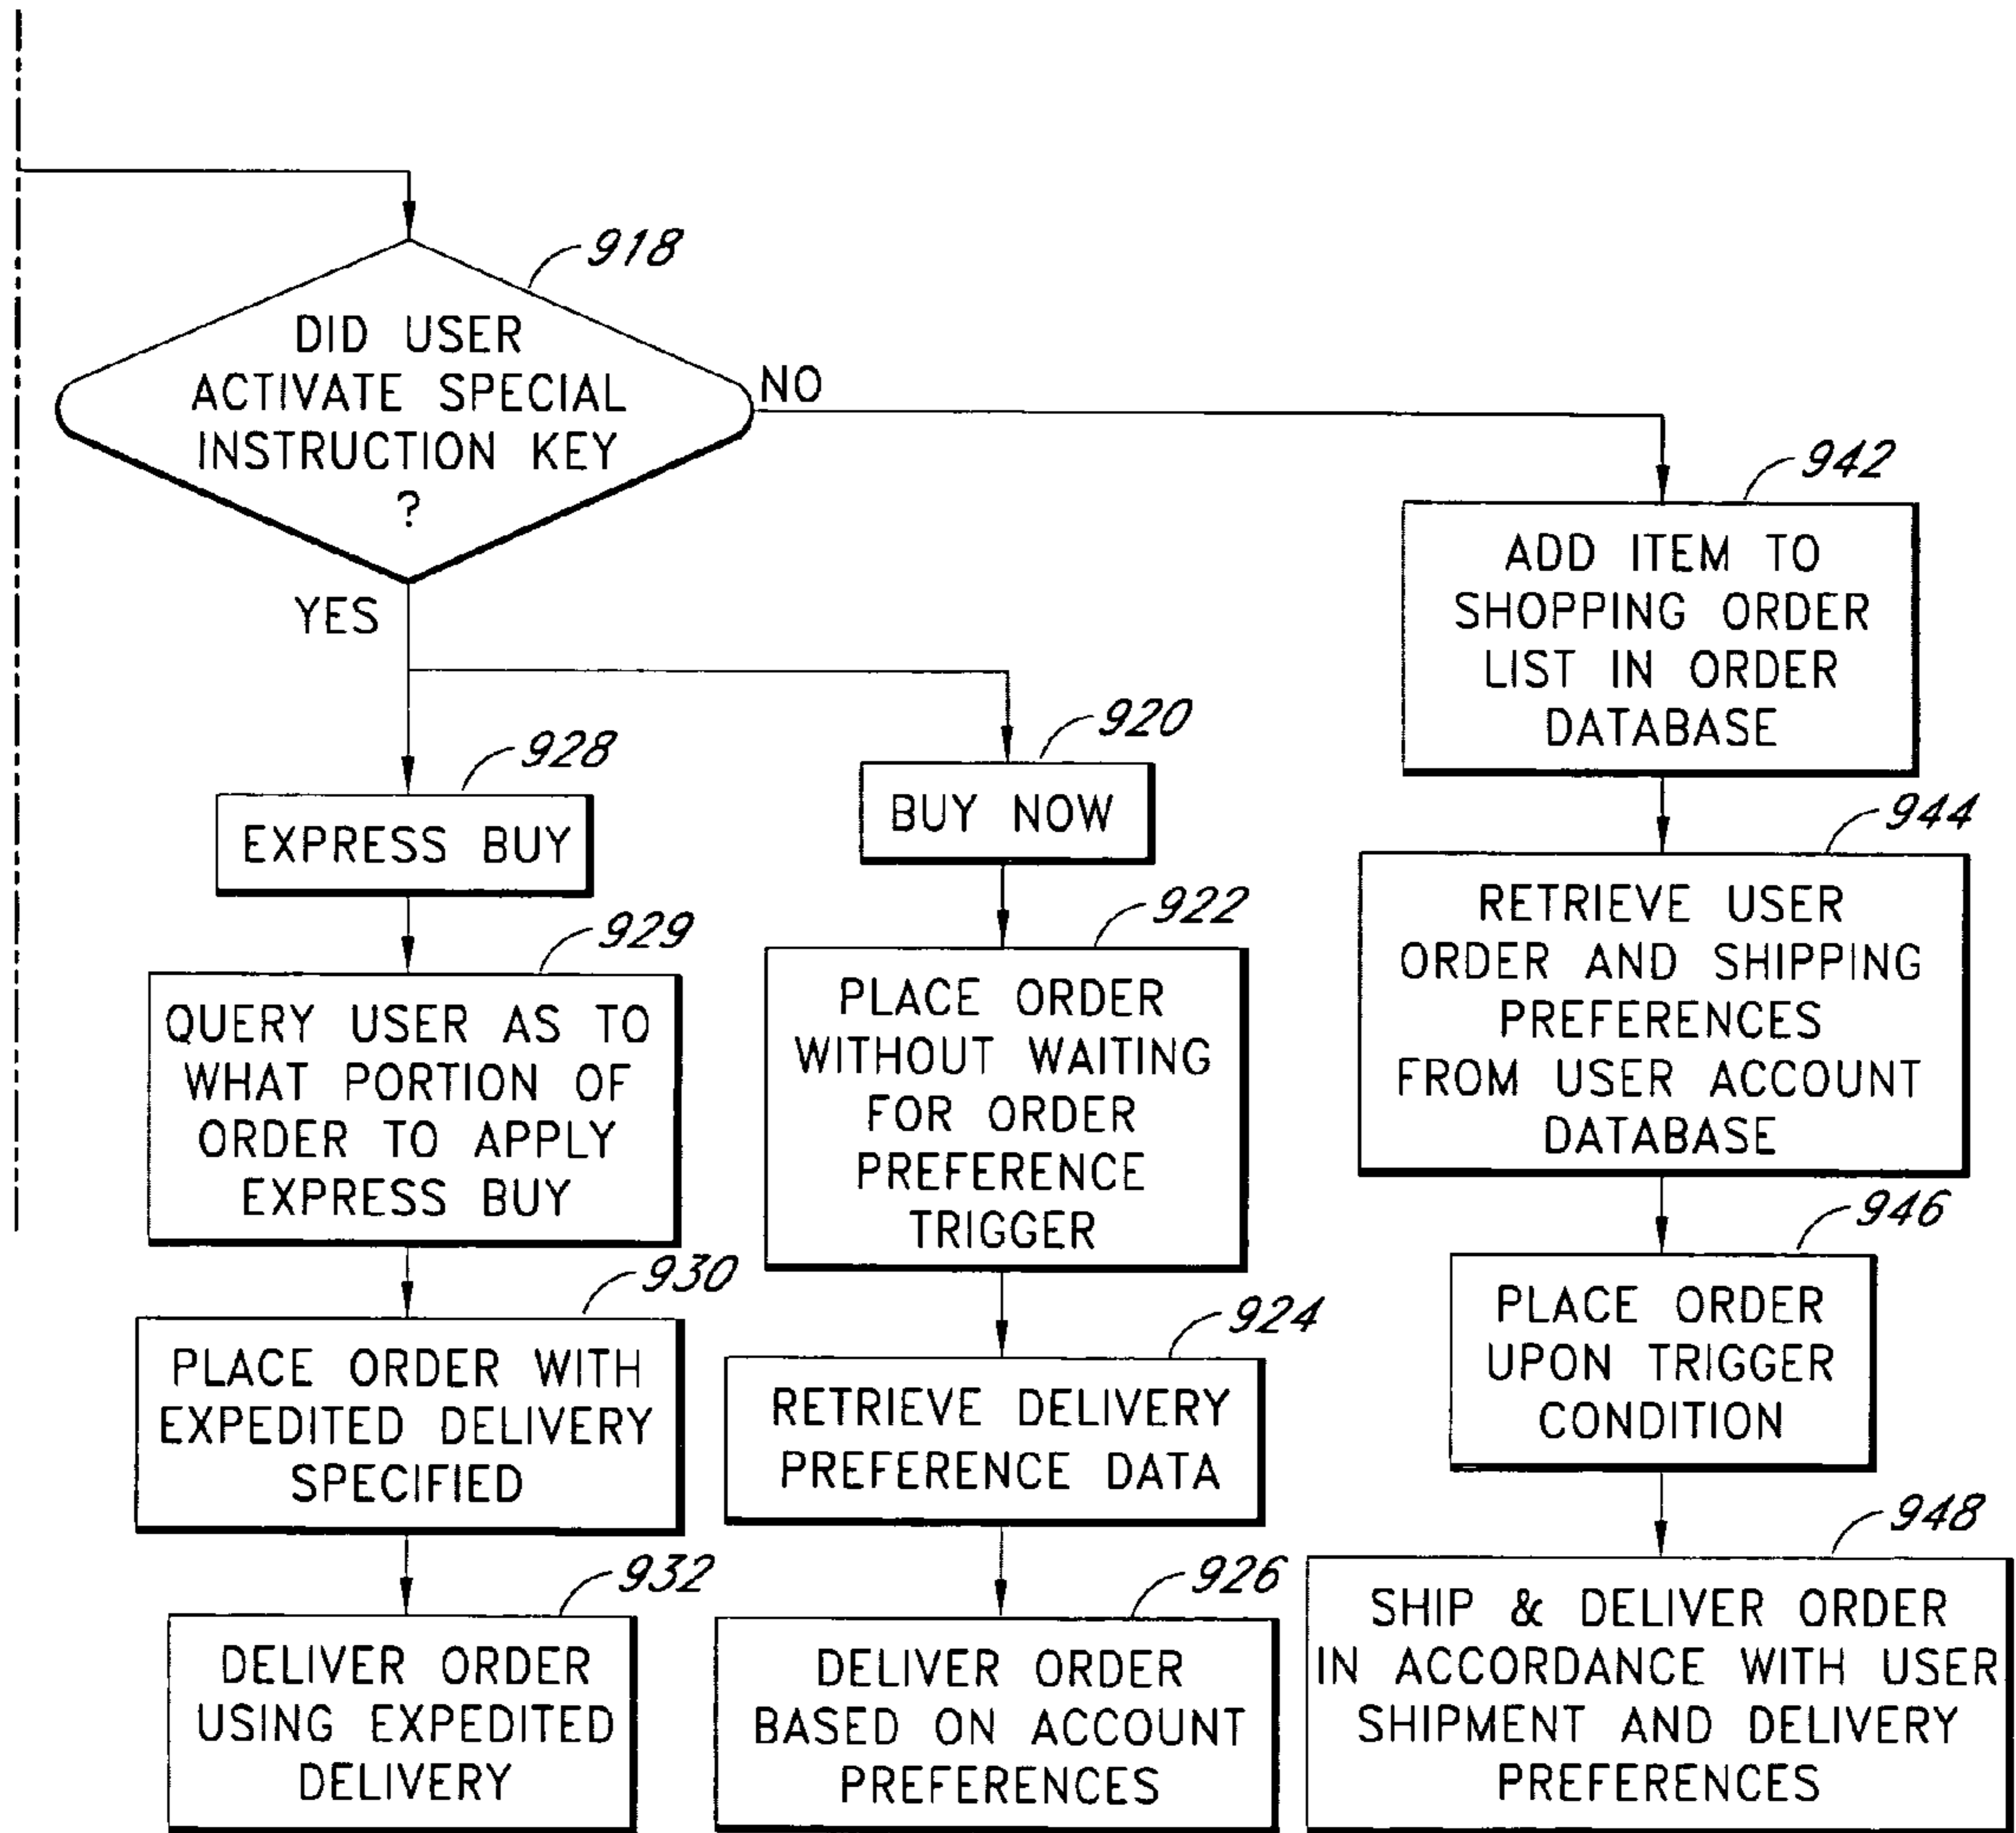 918
DID USER
ACTIVATE SPECIAL
INSTRUCTION KEY
?
NO
YES
928
EXPRESS BUY
929
QUERY USER AS TO
WHAT PORTION OF
ORDER TO APPLY
EXPRESS BUY
930
PLACE ORDER WITH
EXPEDITED DELIVERY
SPECIFIED
932
DELIVER ORDER
USING EXPEDITED
DELIVERY
920
BUY NOW
922
PLACE ORDER
WITHOUT WAITING
FOR ORDER
PREFERENCE
TRIGGER
924
RETRIEVE DELIVERY
PREFERENCE DATA
926
DELIVER ORDER
BASED ON ACCOUNT
PREFERENCES
942
ADD ITEM TO
SHOPPING ORDER
LIST IN ORDER
DATABASE
944
RETRIEVE USER
ORDER AND SHIPPING
PREFERENCES
FROM USER ACCOUNT
DATABASE
946
PLACE ORDER
UPON TRIGGER
CONDITION
948
SHIP & DELIVER ORDER
IN ACCORDANCE WITH USER
SHIPMENT AND DELIVERY
PREFERENCES